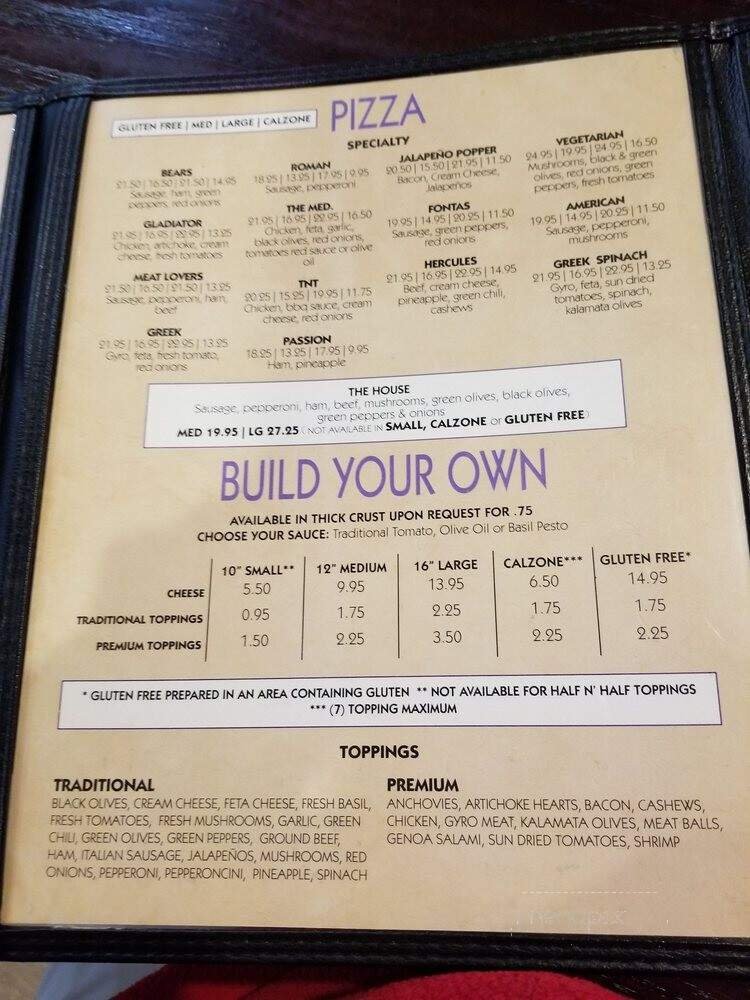 GLUTEN FREE | MED | LARGE | CALZONE
PIZZA
SPECIALTY
BEARS
21.50 | 16.50 | 21.50 | 14.95
Sausage, ham, green
peppers, red onions
GLADIATOR
21.95 | 16.95 | 22.95 | 13.25
Chicken, artichoke, cream
cheese, fresh tomatoes
MEAT LOVERS
21.50 | 16.50 | 21.50 | 13.25
Sausage, pepperoni, ham,
beef
GREEK
21.95 | 16.95 | 22.95 | 13.25
Gyro, feta, fresh tomato,
red onions
ROMAN
18.25 | 13.25 | 17.95 | 9.95
Sausage, pepperoni
THE MED.
21.95 | 16.95 | 22.95 | 16.50
Chicken, feta, garlic,
black olives, red onions,
tomatoes red sauce or olive
oil
TNT
20.25 | 15.25 | 19.95 | 11.75
Chicken, bbq sauce, cream
cheese, red onions
PASSION
18.25 | 13.25 | 17.95 | 9.95
Ham, pineapple
JALAPEÑO POPPER
20.50 | 15.50 | 21.95 | 11.50
Bacon, Cream Cheese,
Jalapeños
FONTAS
19.95 | 14.95 | 20.25 | 11.50
Sausage, green peppers,
red onions
HERCULES
21.95 | 16.95 | 22.95 | 14.95
Beef, cream cheese,
pineapple, green chili,
cashews
VEGETARIAN
24.95 | 19.95 | 24.95 | 16.50
Mushrooms, black & green
olives, red onions, green
peppers, fresh tomatoes
AMERICAN
19.95 | 14.95 | 20.25 | 11.50
Sausage, pepperoni,
mushrooms
GREEK SPINACH
21.95 | 16.95 | 22.95 | 13.25
Gyro, feta, sun dried
tomatoes, spinach,
kalamata olives
THE HOUSE
Sausage, pepperoni, ham, beef, mushrooms, green olives, black olives,
green peppers & onions
MED 19.95 | LG 27.25 ( NOT AVAILABLE IN SMALL, CALZONE or GLUTEN FREE)
BUILD YOUR OWN
AVAILABLE IN THICK CRUST UPON REQUEST FOR .75
CHOOSE YOUR SAUCE: Traditional Tomato, Olive Oil or Basil Pesto
10" SMALL** 12" MEDIUM 16" LARGE CALZONE*** GLUTEN FREE*
CHEESE 5.50 9.95 13.95 6.50 14.95
TRADITIONAL TOPPINGS 0.95 1.75 2.25 1.75 1.75
PREMIUM TOPPINGS 1.50 2.25 3.50 2.25 2.25
* GLUTEN FREE PREPARED IN AN AREA CONTAINING GLUTEN ** NOT AVAILABLE FOR HALF N' HALF TOPPINGS
*** (7) TOPPING MAXIMUM
TOPPINGS
TRADITIONAL
BLACK OLIVES, CREAM CHEESE, FETA CHEESE, FRESH BASIL,
FRESH TOMATOES, FRESH MUSHROOMS, GARLIC, GREEN
CHILI, GREEN OLIVES, GREEN PEPPERS, GROUND BEEF,
HAM, ITALIAN SAUSAGE, JALAPEÑOS, MUSHROOMS, RED
ONIONS, PEPPERONI, PEPPERONCINI, PINEAPPLE, SPINACH
PREMIUM
ANCHOVIES, ARTICHOKE HEARTS, BACON, CASHEWS,
CHICKEN, GYRO MEAT, KALAMATA OLIVES, MEAT BALLS,
GENOA SALAMI, SUN DRIED TOMATOES, SHRIMP